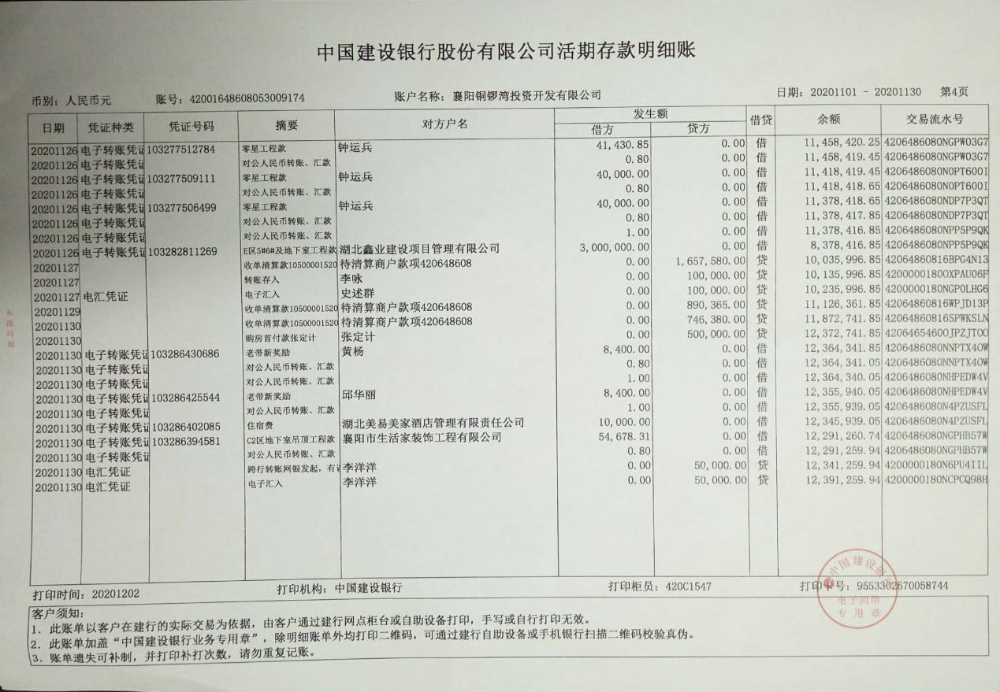 中国建设银行股份有限公司活期存款明细账
币别：人民币元 账号：42001648608053009174 账户名称：襄阳铜锣湾投资开发有限公司 日期：20201101 - 20201130 第4页
日期 凭证种类 凭证号码 摘要 对方户名 发生额 借贷 余额 交易流水号
借方 贷方
20201126 电子转账凭证 103277512784 零星工程款 钟运兵 41,430.85 0.00 借 11,458,420.25 4206486080NGPW03G7
20201126 电子转账凭证 对公人民币转账、汇款 0.80 0.00 借 11,458,419.45 4206486080NGPW03G7
20201126 电子转账凭证 103277509111 零星工程款 钟运兵 40,000.00 0.00 借 11,418,419.45 4206486080NOPT600I
20201126 电子转账凭证 对公人民币转账、汇款 0.80 0.00 借 11,418,418.65 4206486080NOPT600I
20201126 电子转账凭证 103277506499 零星工程款 钟运兵 40,000.00 0.00 借 11,378,418.65 4206486080NDP7P3QT
20201126 电子转账凭证 对公人民币转账、汇款 0.80 0.00 借 11,378,417.85 4206486080NDP7P3QT
20201126 电子转账凭证 对公人民币转账、汇款 1.00 0.00 借 11,378,416.85 4206486080NPP5P9QK
20201126 电子转账凭证 103282811269 E区5#6#及地下室工程款 湖北鑫业建设项目管理有限公司 3,000,000.00 0.00 借 8,378,416.85 4206486080NPP5P9QK
20201127 收单清算款10500001520 待清算商户款项420648608 0.00 1,657,580.00 贷 10,035,996.85 42064860816BPG4N13
20201127 转账存入 李咏 0.00 100,000.00 贷 10,135,996.85 4200000180OXPAU06F
20201127 电汇凭证 电子汇入 史述群 0.00 100,000.00 贷 10,235,996.85 4200000180NGP0LHG6
20201129 收单清算款10500001520 待清算商户款项420648608 0.00 890,365.00 贷 11,126,361.85 42064860816WPJD13P
20201130 收单清算款10500001520 待清算商户款项420648608 0.00 746,380.00 贷 11,872,741.85 42064860816SPWKSLN
20201130 购房首付款张定计 张定计 0.00 500,000.00 贷 12,372,741.85 4206465460OJPZJTOO
20201130 电子转账凭证 103286430686 老带新奖励 黄杨 8,400.00 0.00 借 12,364,341.85 4206486080NNPTX4OW
20201130 电子转账凭证 对公人民币转账、汇款 0.80 0.00 借 12,364,341.05 4206486080NNPTX4OW
20201130 电子转账凭证 对公人民币转账、汇款 1.00 0.00 借 12,364,340.05 4206486080NHPEDW4V
20201130 电子转账凭证 103286425544 老带新奖励 邱华丽 8,400.00 0.00 借 12,355,940.05 4206486080NHPEDW4V
20201130 电子转账凭证 对公人民币转账、汇款 1.00 0.00 借 12,355,939.05 4206486080N4PZUSFL
20201130 电子转账凭证 103286402085 住宿费 湖北美易美家酒店管理有限责任公司 10,000.00 0.00 借 12,345,939.05 4206486080N4PZUSFL
20201130 电子转账凭证 103286394581 C2区地下室吊顶工程款 襄阳市生活家装饰工程有限公司 54,678.31 0.00 借 12,291,260.74 4206486080NGPHB57W
20201130 电子转账凭证 对公人民币转账、汇款 0.80 0.00 借 12,291,259.94 4206486080NGPHB57W
20201130 电汇凭证 跨行转账网银发起，有 李洋洋 0.00 50,000.00 贷 12,341,259.94 4200000180N6PU4IIL
20201130 电汇凭证 电子汇入 李洋洋 0.00 50,000.00 贷 12,391,259.94 4200000180NCPCQ98H
打印时间：20201202 打印机构：中国建设银行 打印柜员：420C1547 打印卡号：9553302670058744
中国建设银行
电子回单
专用章
客户须知：
1. 此账单以客户在建行的实际交易为依据，由客户通过建行网点柜台或自助设备打印，手写或自行打印无效。
2. 此账单加盖“中国建设银行业务专用章”，除明细账单外均打印二维码，可通过建行自助设备或手机银行扫描二维码校验真伪。
3. 账单遗失可补制，并打印补打次数，请勿重复记账。